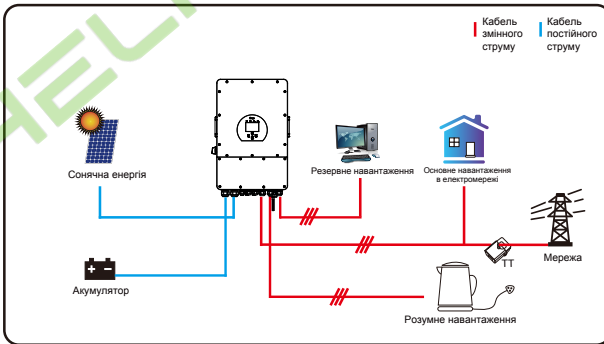 Кабель
змінного
струму
Кабель
постійного
струму
Сонячна енергія
Резервне навантаження
Основне навантаження
в електромережі
Акумулятор
ТТ
Мережа
Розумне навантаження